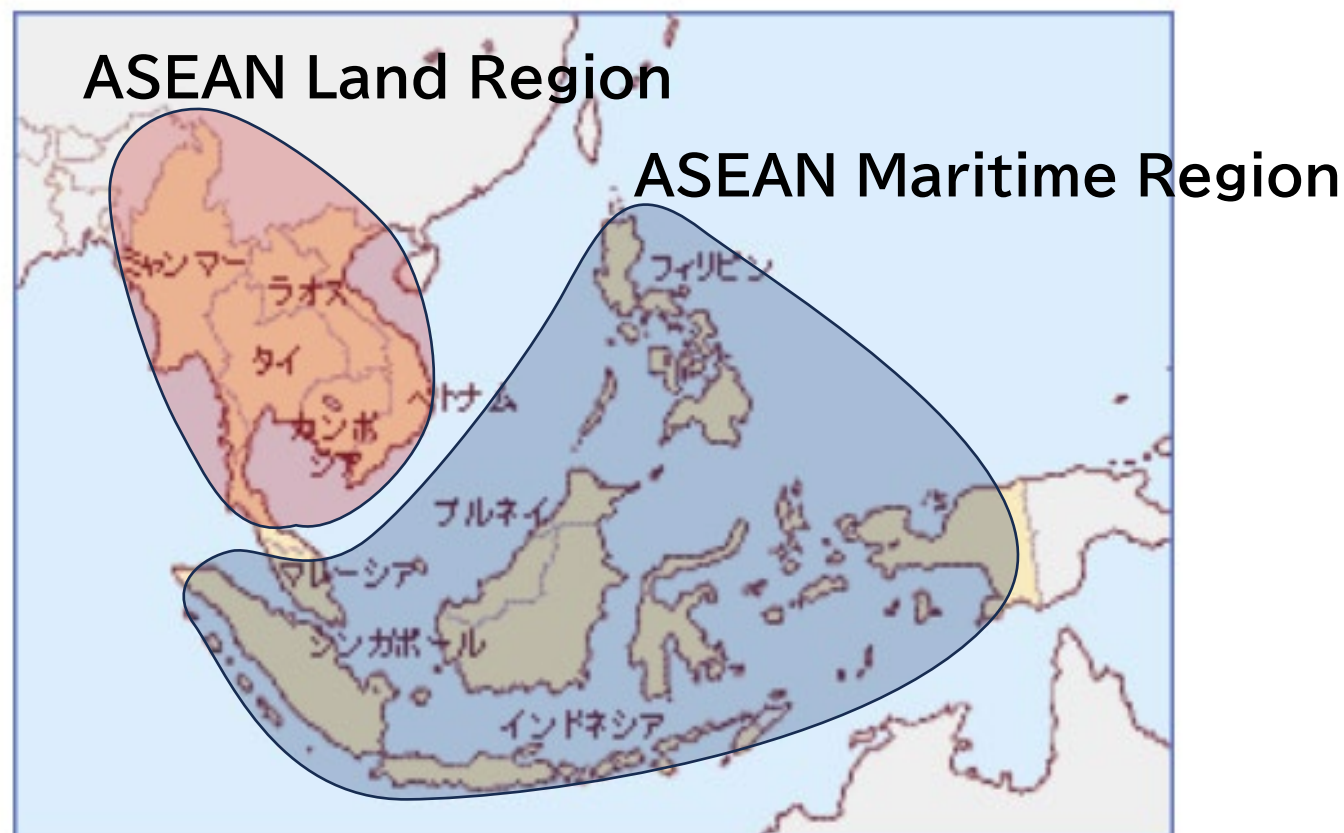 ASEAN Land Region
ASEAN Maritime Region
ミャンマー
ラオス
フィリピン
タイ
ベトナム
カンボ
ジア
ブルネイ
マレーシア
シンガポール
インドネシア